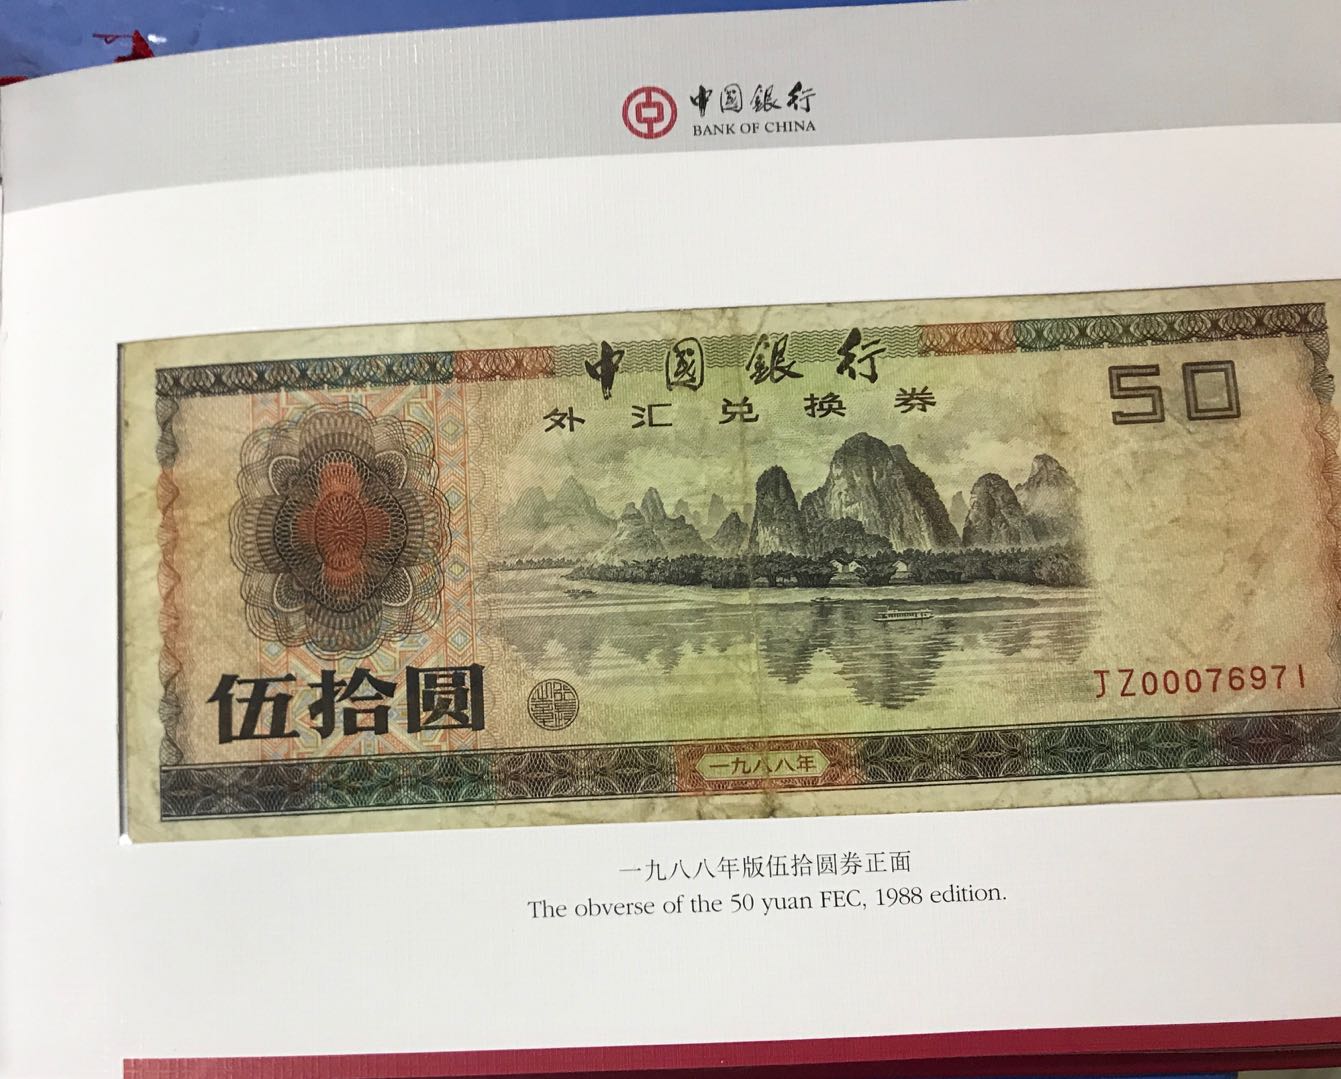 中国銀行
BANK OF CHINA
中國銀行
外汇兑换券
50
伍拾圆
JZ00076971
一九八八年
一九八八年版伍拾圆券正面
The obverse of the 50 yuan FEC, 1988 edition.